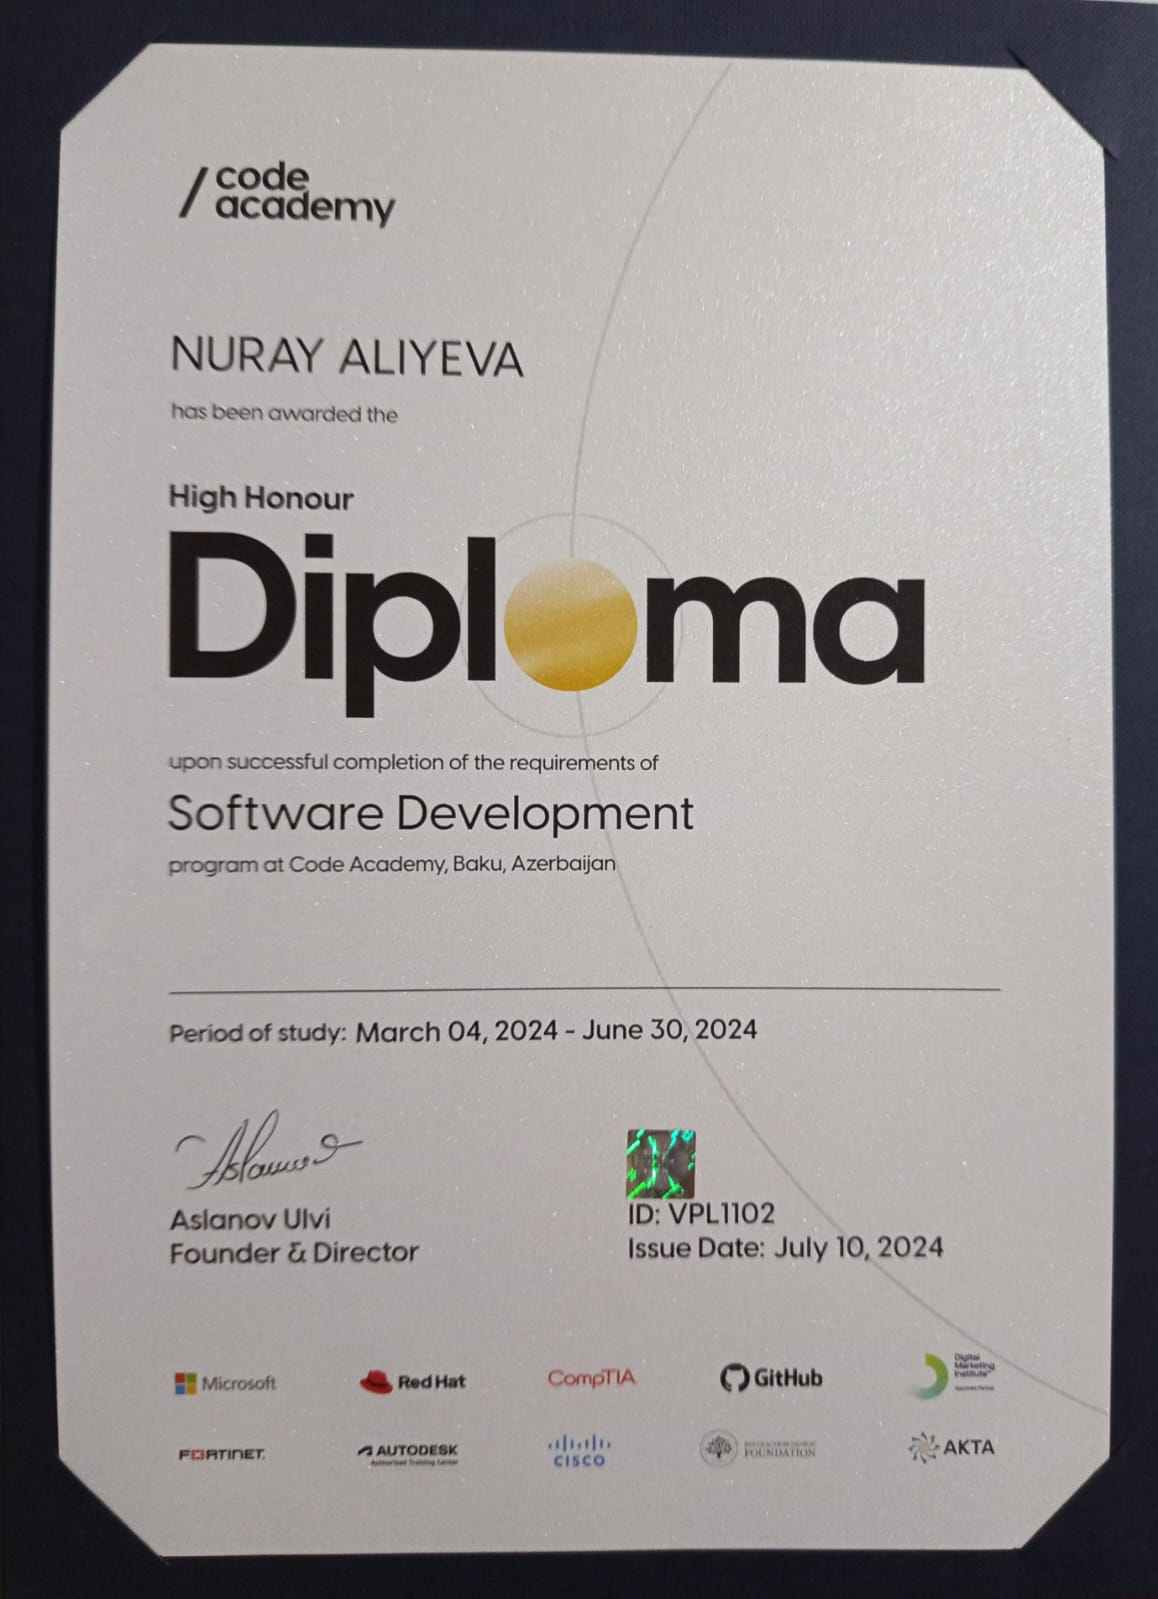 /code
academy
NURAY ALIYEVA
has been awarded the
High Honour
Diploma
upon successful completion of the requirements of
Software Development
program at Code Academy, Baku, Azerbaijan
Period of study: March 04, 2024 - June 30, 2024
Aslanov Ulvi
Founder & Director
ID: VPL1102
Issue Date: July 10, 2024
Microsoft
Red Hat
CompTIA
GitHub
Digital
Marketing
Institute
FORTINET
AUTODESK
Authorized Training Center
CISCO
FOUNDATION
AKTA